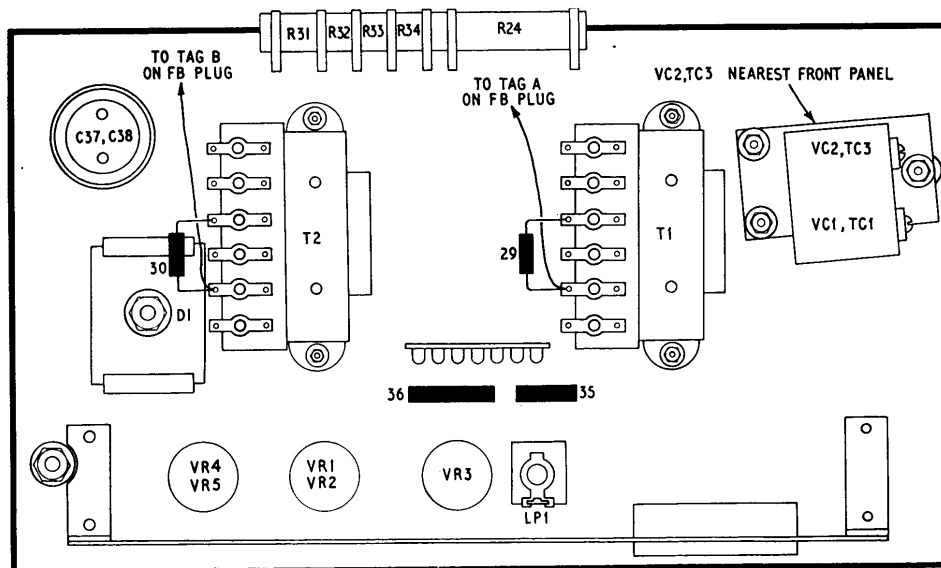 R31 R32 R33 R34 R24
TO TAG B
ON FB PLUG
TO TAG A
ON FB PLUG
VC2,TC3 NEAREST FRONT PANEL
C37,C38
VC2,TC3
VC1,TC1
T2
T1
30
29
D1
36
35
VR4
VR5
VR1
VR2
VR3
LP1